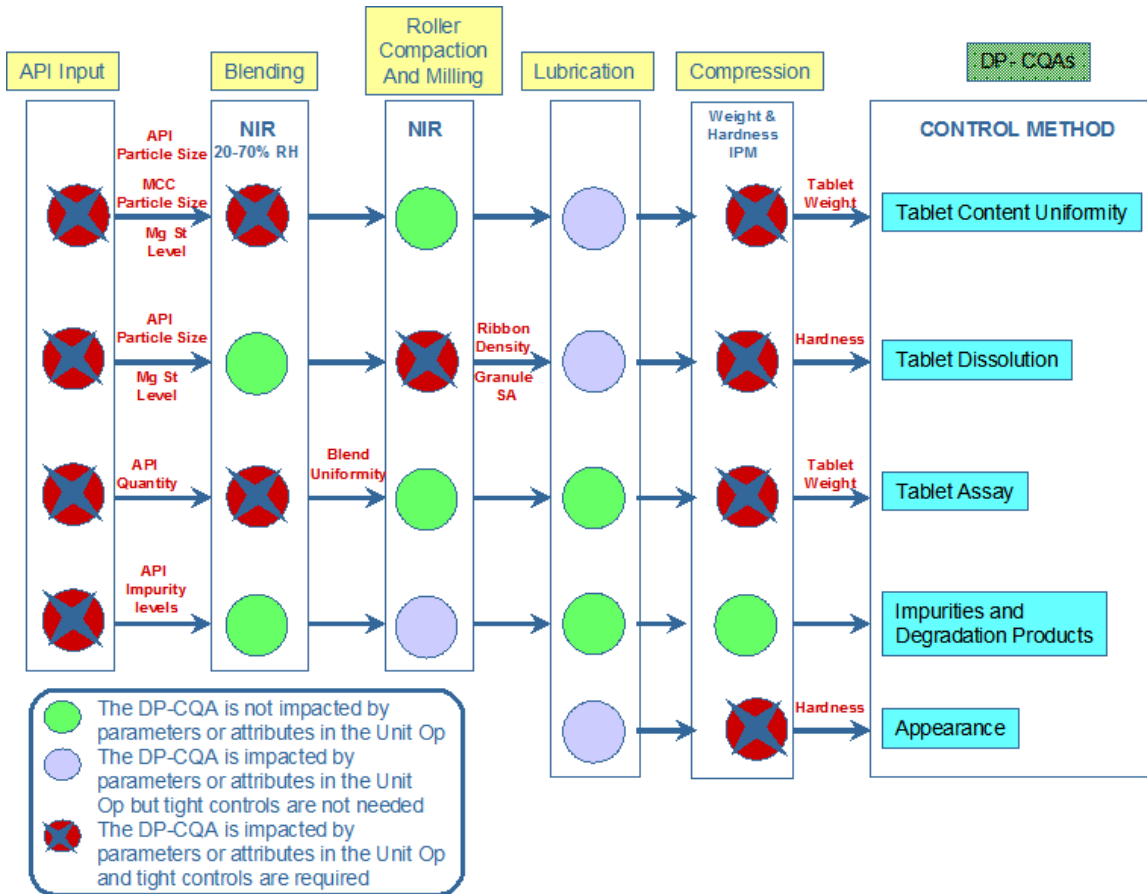 API Input
Blending
Roller
Compaction
And Milling
Lubrication
Compression
DP- CQAs
NIR
20-70% RH
NIR
Weight &
Hardness
IPM
CONTROL METHOD
API
Particle Size
MCC
Particle Size
Mg St
Level
Tablet
Weight
Tablet Content Uniformity
API
Particle Size
Mg St
Level
Ribbon
Density
Granule
SA
Hardness
Tablet Dissolution
API
Quantity
Blend
Uniformity
Tablet
Weight
Tablet Assay
API
Impurity
levels
Impurities and
Degradation Products
Hardness
Appearance
The DP-CQA is not impacted by
parameters or attributes in the Unit Op
The DP-CQA is impacted by
parameters or attributes in the Unit
Op but tight controls are not needed
The DP-CQA is impacted by
parameters or attributes in the Unit Op
and tight controls are required